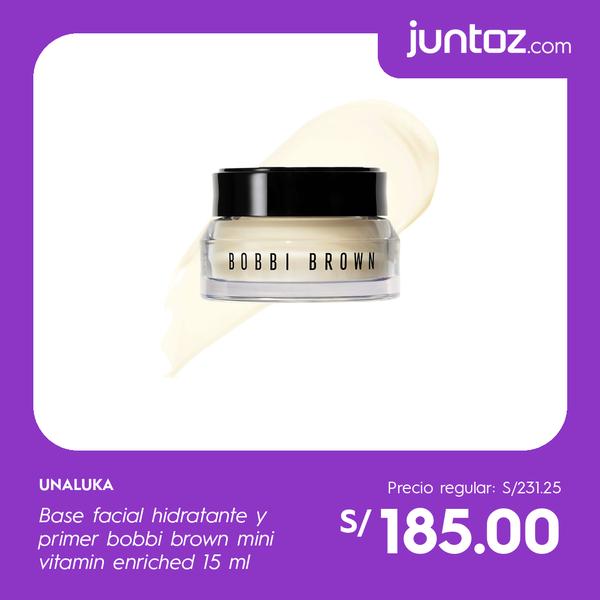 juntoz.com
BOBBI BROWN
UNALUKA
Base facial hidratante y
primer bobbi brown mini
vitamin enriched 15 ml
Precio regular: S/231.25
S/185.00